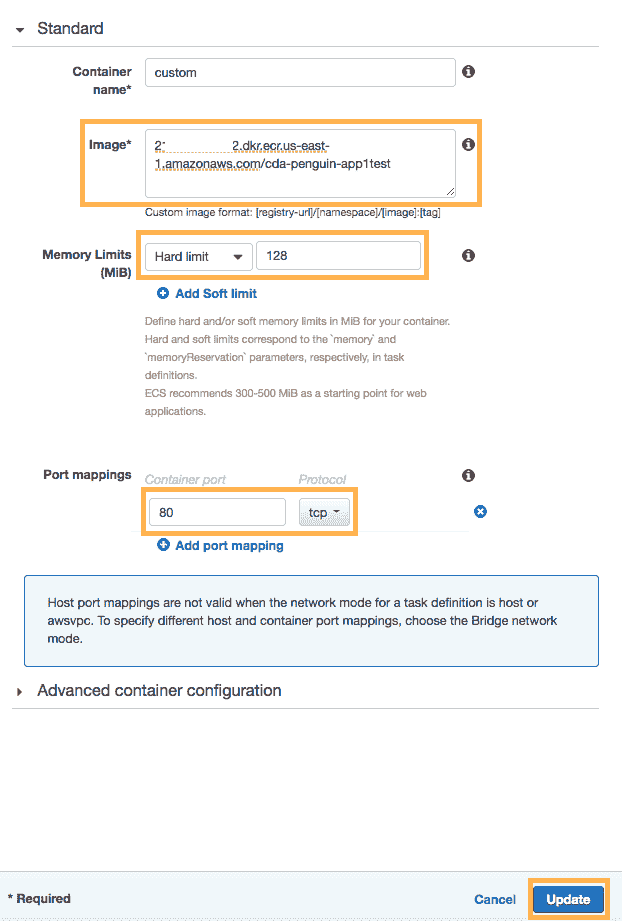 Standard
Container name*
custom
Image*
2: 2.dkr.ecr.us-east-
1.amazonaws.com/cda-penguin-app1test
Custom image format: [registry-url]/[namespace]/[image]:[tag]
Memory Limits (MiB)
Hard limit
128
Add Soft limit
Define hard and/or soft memory limits in MiB for your container.
Hard and soft limits correspond to the `memory` and
`memoryReservation` parameters, respectively, in task
definitions.
ECS recommends 300-500 MiB as a starting point for web
applications.
Port mappings
Container port
Protocol
80
tcp
Add port mapping
Host port mappings are not valid when the network mode for a task definition is host or
awsvpc. To specify different host and container port mappings, choose the Bridge network
mode.
Advanced container configuration
* Required
Cancel
Update